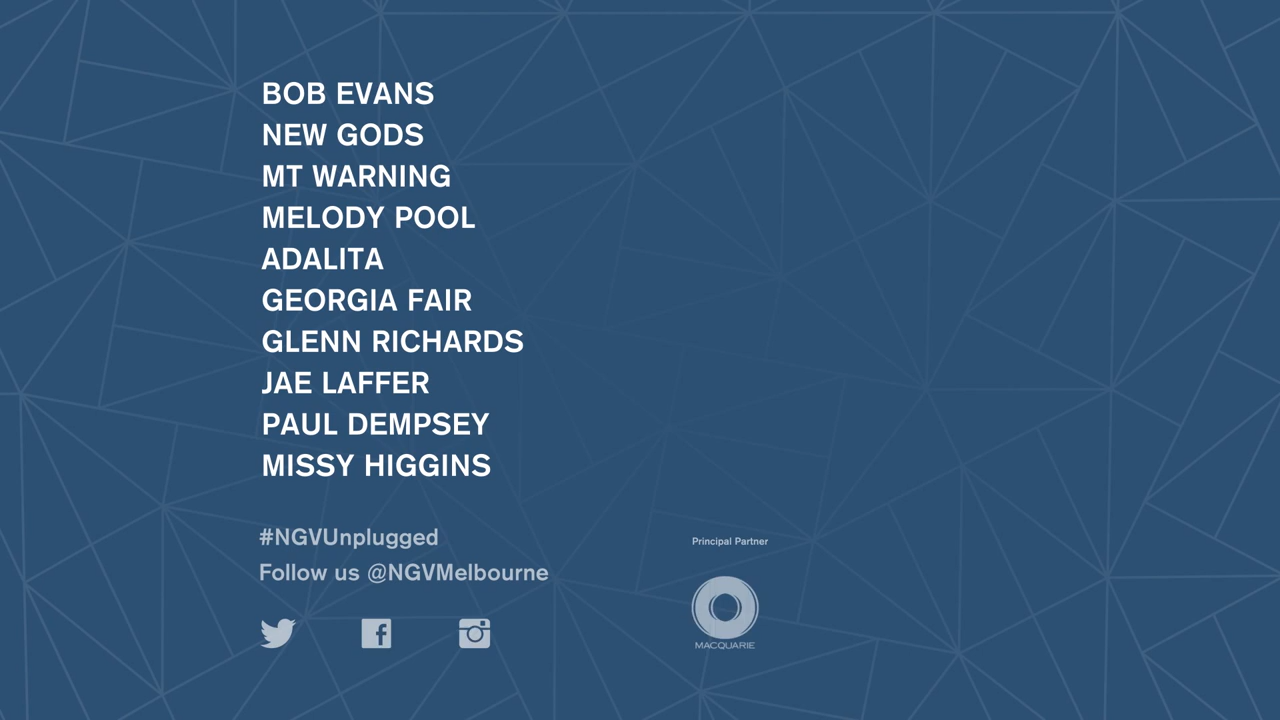 BOB EVANS
NEW GODS
MT WARNING
MELODY POOL
ADALITA
GEORGIA FAIR
GLENN RICHARDS
JAE LAFFER
PAUL DEMPSEY
MISSY HIGGINS
#NGVUnplugged
Follow us @NGVMelbourne
Principal Partner
MACQUARIE